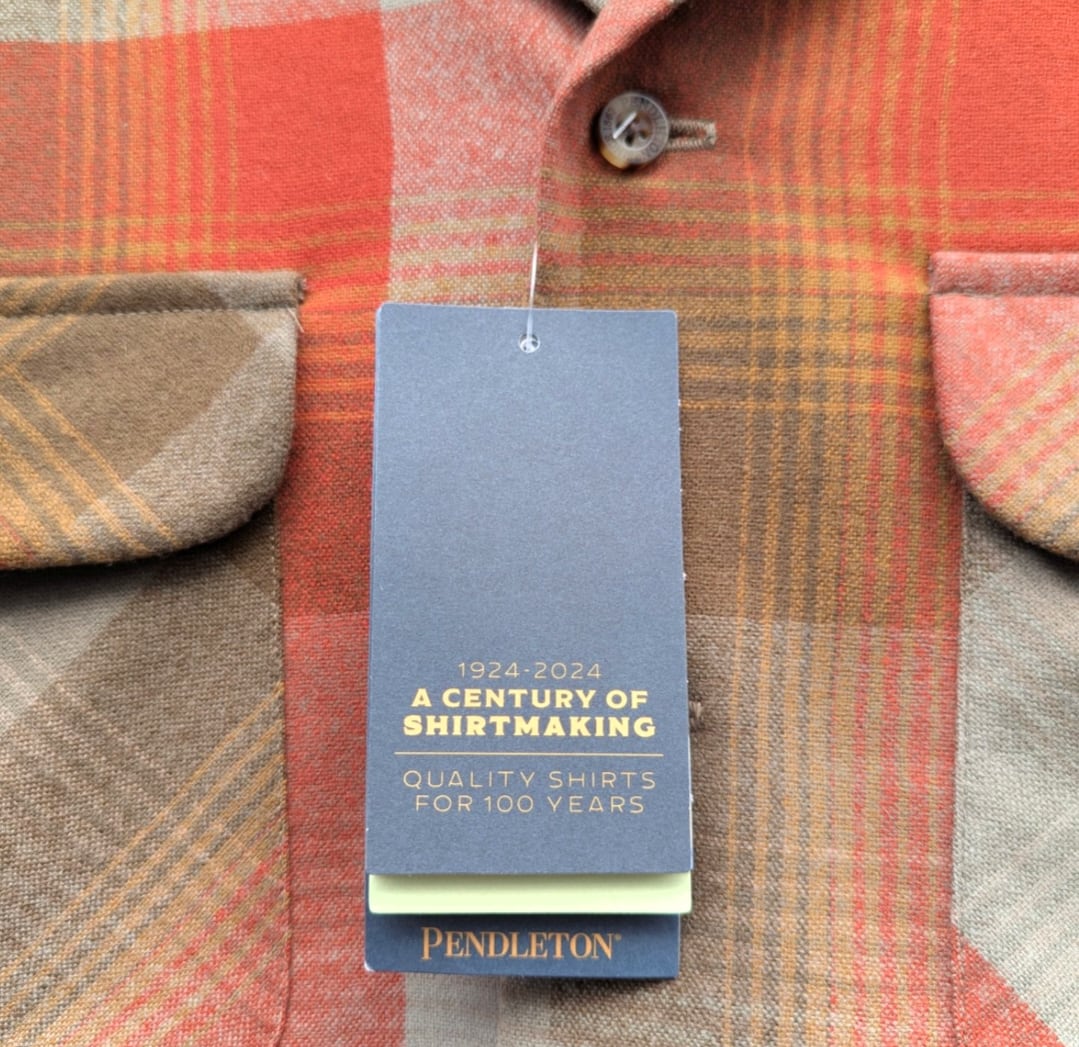 1924-2024
A CENTURY OF
SHIRTMAKING
QUALITY SHIRTS
FOR 100 YEARS
PENDLETON®